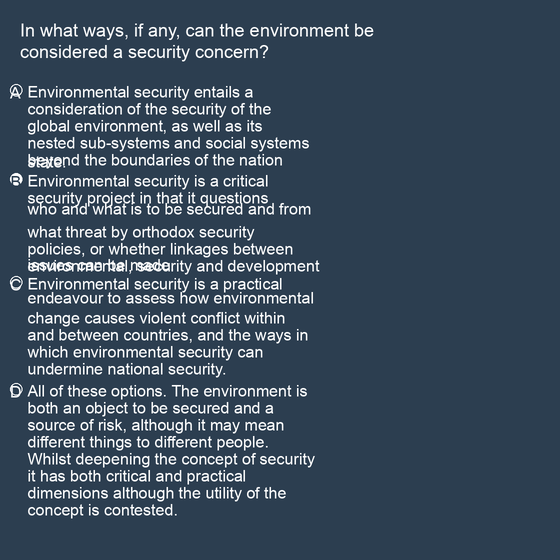 In what ways, if any, can the environment be
considered a security concern?
A Environmental security entails a
consideration of the security of the
global environment, as well as its
nested sub-systems and social systems
beyond the boundaries of the nation
state.
B Environmental security is a critical
security project in that it questions
who and what is to be secured and from
what threat by orthodox security
policies, or whether linkages between
environmental, security and development
issues can be made.
C Environmental security is a practical
endeavour to assess how environmental
change causes violent conflict within
and between countries, and the ways in
which environmental security can
undermine national security.
D All of these options. The environment is
both an object to be secured and a
source of risk, although it may mean
different things to different people.
Whilst deepening the concept of security
it has both critical and practical
dimensions although the utility of the
concept is contested.